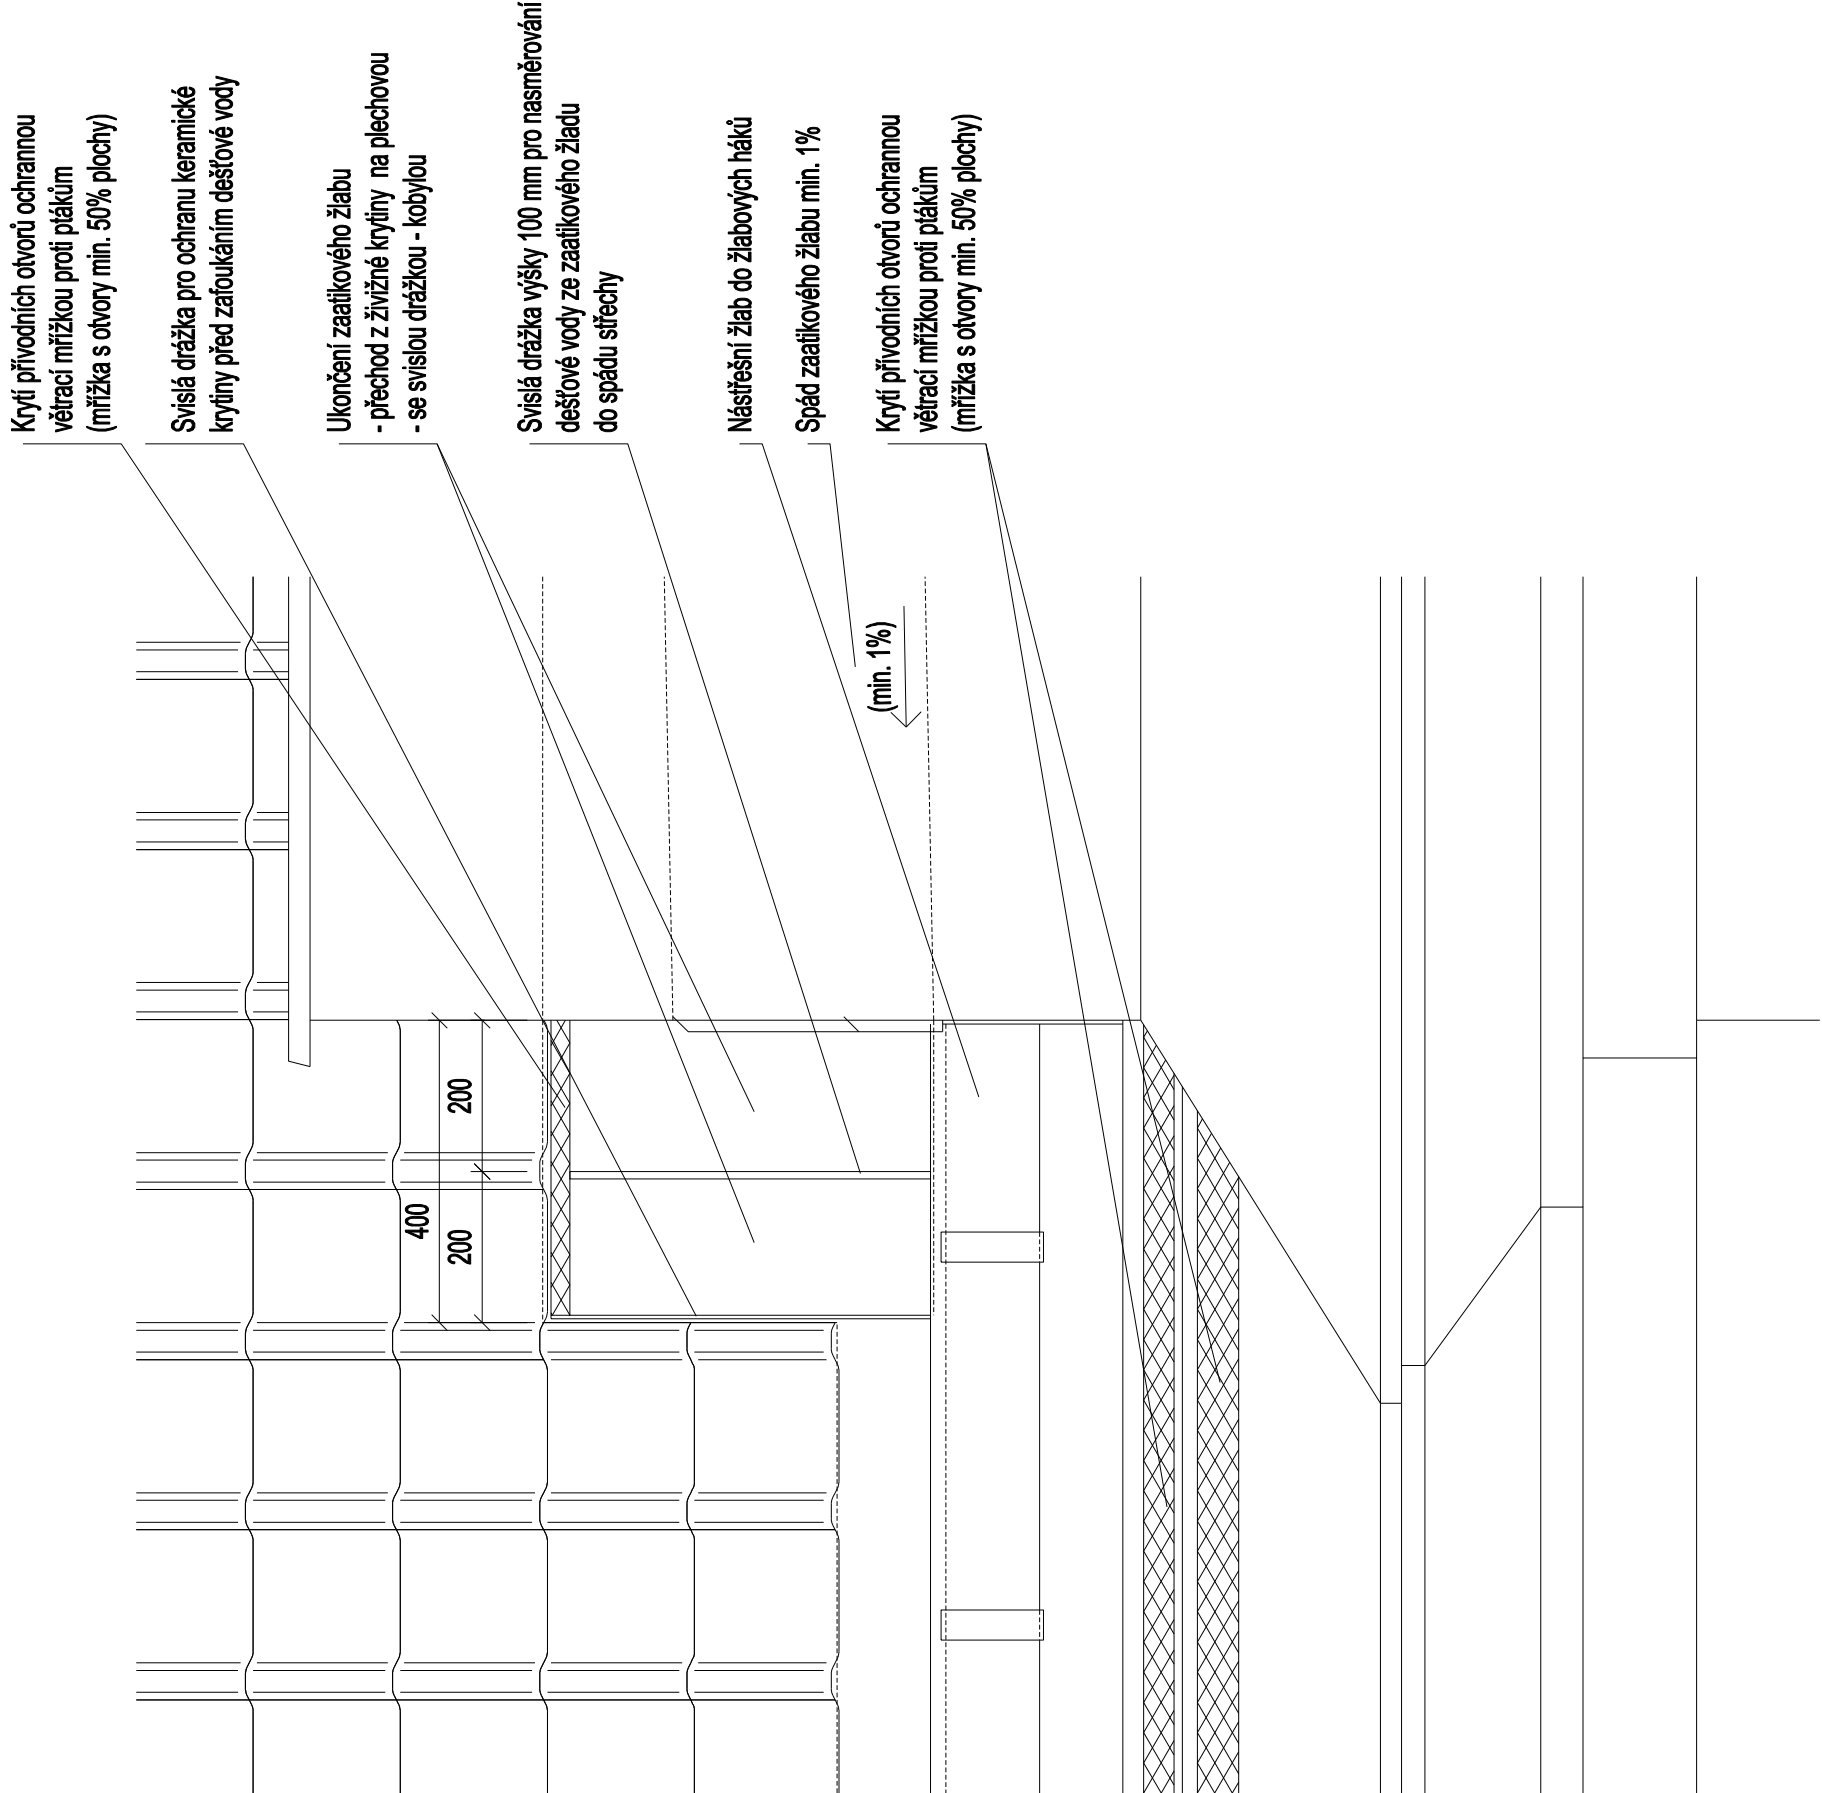 Krytí přívodních otvorů ochrannou
větrací mřížkou proti ptákům
(mřížka s otvory min. 50% plochy)
Svislá drážka pro ochranu keramické
krytiny před zafoukáním dešťové vody
Ukončení zaatikového žlabu
- přechod z živižné krytiny na plechovou
- se svislou drážkou - kobylou
Svislá drážka výšky 100 mm pro nasměrování
dešťové vody ze zaatikového žladu
do spádu střechy
Nástřešní žlab do žlabových háků
Spád zaatikového žlabu min. 1%
Krytí přívodních otvorů ochrannou
větrací mřížkou proti ptákům
(mřížka s otvory min. 50% plochy)
(min. 1%)
400
200
200